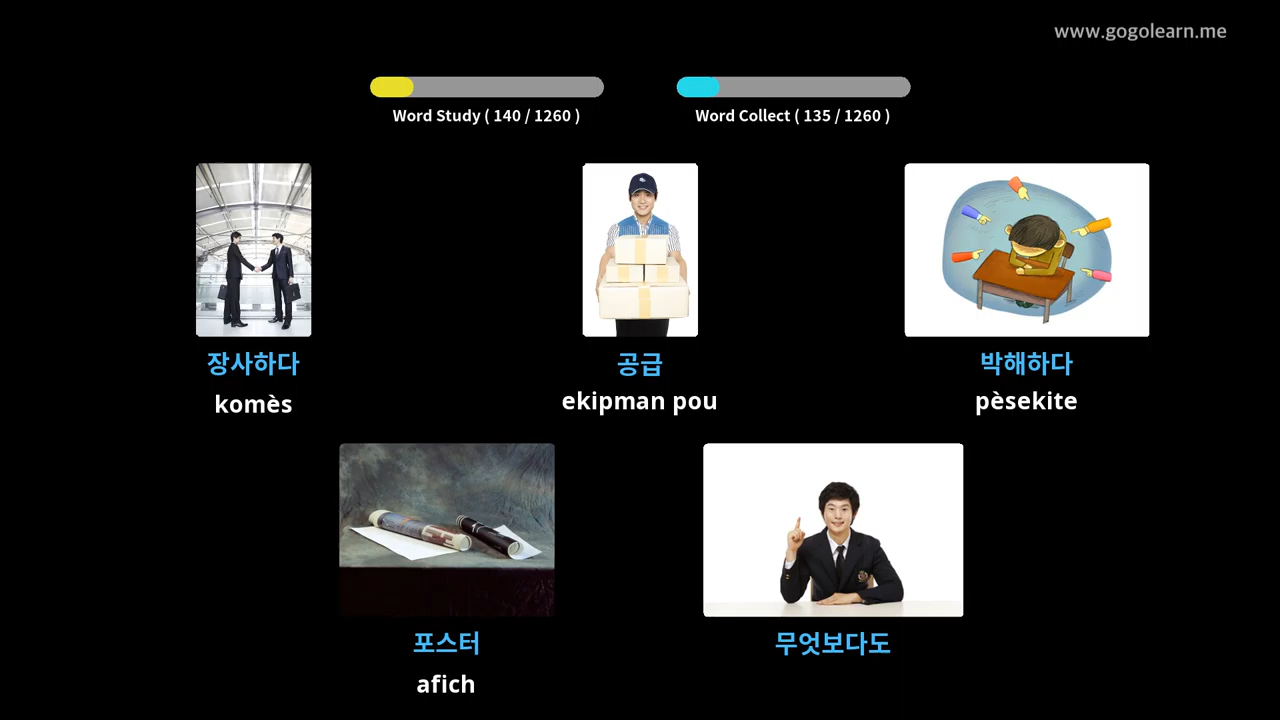 www.gogolearn.me
Word Study ( 140 / 1260 )
Word Collect ( 135 / 1260 )
장사하다
공급
박해하다
komès
ekipman pou
pèsekite
포스터
무엇보다도
afich